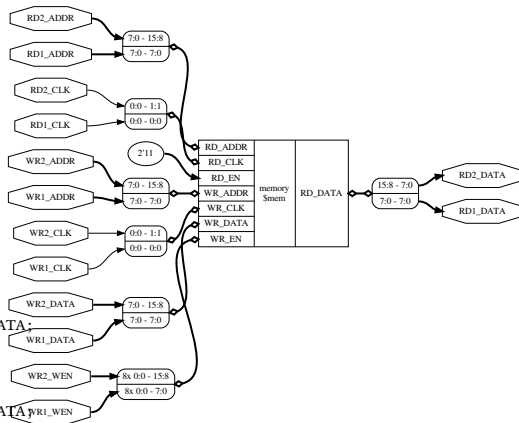 RD2_ADDR
7:0 - 15:8
RD1_ADDR
7:0 - 7:0
RD2_CLK
0:0 - 1:1
RD1_CLK
0:0 - 0:0
2'11
WR2_ADDR
7:0 - 15:8
WR1_ADDR
7:0 - 7:0
WR2_CLK
0:0 - 1:1
WR1_CLK
0:0 - 0:0
WR2_DATA
7:0 - 15:8
WR1_DATA
7:0 - 7:0
ATA;
WR2_WEN
8x 0:0 - 15:8
WR1_WEN
8x 0:0 - 7:0
ATA;
RD_ADDR
RD_CLK
RD_EN
WR_ADDR
WR_CLK
WR_DATA
WR_EN
memory
$mem
RD_DATA
15:8 - 7:0
7:0 - 7:0
RD2_DATA
RD1_DATA